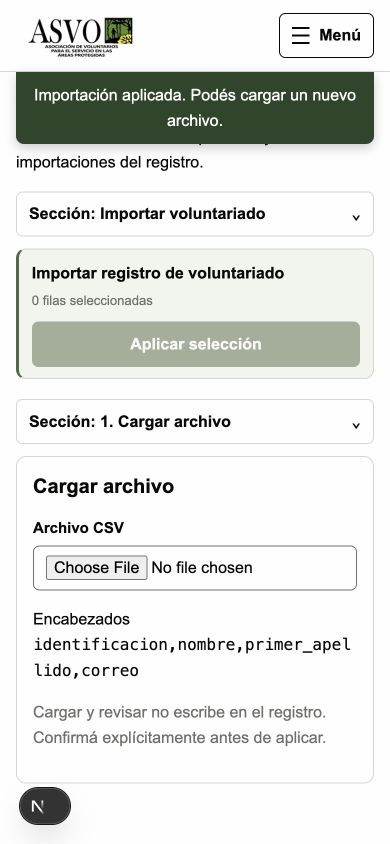 ASVO
ASOCIACIÓN DE VOLUNTARIOS
PARA EL SERVICIO EN LAS
ÁREAS PROTEGIDAS
Menú
Importación aplicada. Podés cargar un nuevo
archivo.
importaciones del registro.
Sección: Importar voluntariado
Importar registro de voluntariado
0 filas seleccionadas
Aplicar selección
Sección: 1. Cargar archivo
Cargar archivo
Archivo CSV
Choose File No file chosen
Encabezados
identificacion,nombre,primer_apel
lido,correo
Cargar y revisar no escribe en el registro.
Confirmá explícitamente antes de aplicar.
N